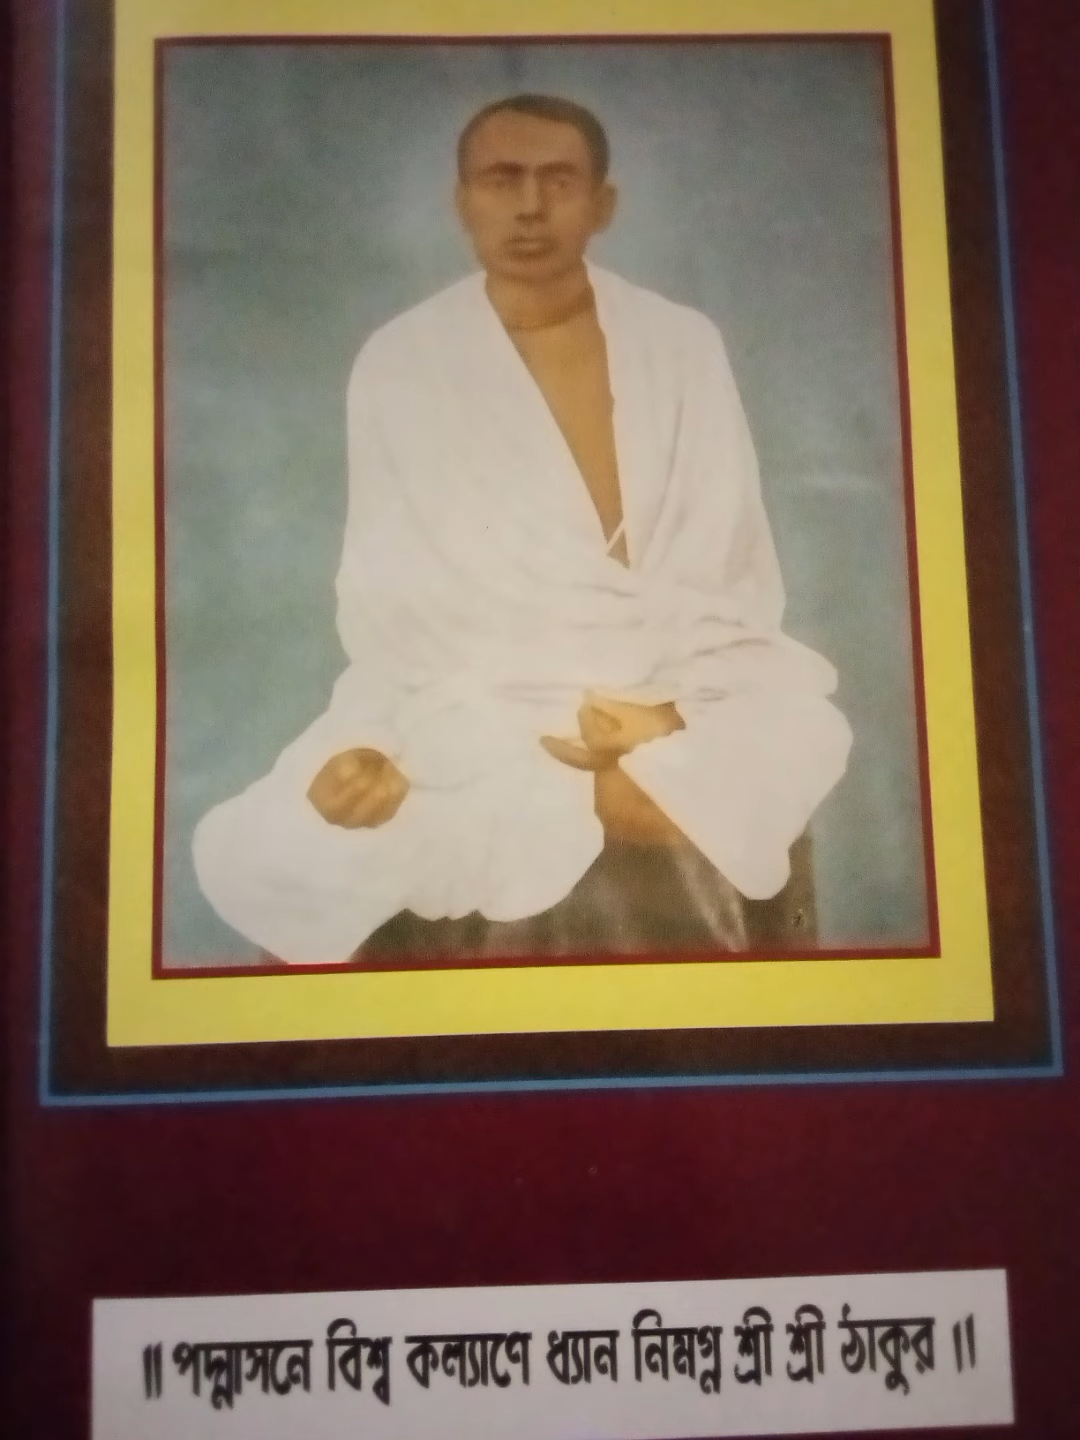 ॥ পদ্মাসনে বিশ্ব কল্যাণে ধ্যান নিমগ্ন শ্রী শ্রী ঠাকুর ॥